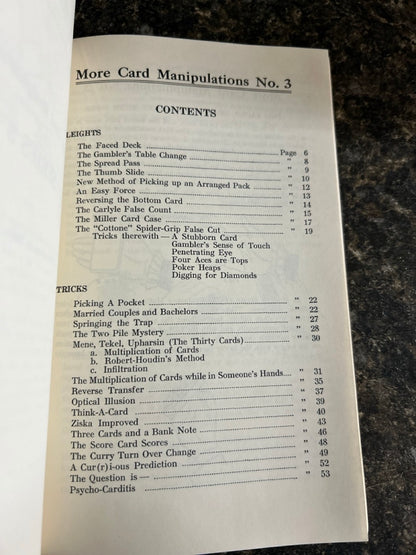 More Card Manipulations No. 3
CONTENTS
LEIGHTS
The Faced Deck Page 6
The Gambler's Table Change " 8
The Spread Pass " 9
The Thumb Slide " 10
New Method of Picking up an Arranged Pack " 12
An Easy Force " 13
Reversing the Bottom Card " 14
The Carlyle False Count " 15
The Miller Card Case " 17
The "Cottone" Spider-Grip False Cut " 19
Tricks therewith — A Stubborn Card
Gambler's Sense of Touch
Penetrating Eye
Four Aces are Tops
Poker Heaps
Digging for Diamonds
TRICKS
Picking A Pocket " 22
Married Couples and Bachelors " 22
Springing the Trap " 27
The Two Pile Mystery " 28
Mene, Tekel, Upharsin (The Thirty Cards) " 30
a. Multiplication of Cards
b. Robert-Houdin's Method
c. Infiltration
The Multiplication of Cards while in Someone's Hands " 31
Reverse Transfer " 35
Optical Illusion " 37
Think-A-Card " 39
Ziska Improved " 40
Three Cards and a Bank Note " 43
The Score Card Scores " 46
The Curry Turn Over Change " 48
A Cur(r)i-ous Prediction " 49
The Question is— " 52
Psycho-Carditis " 53